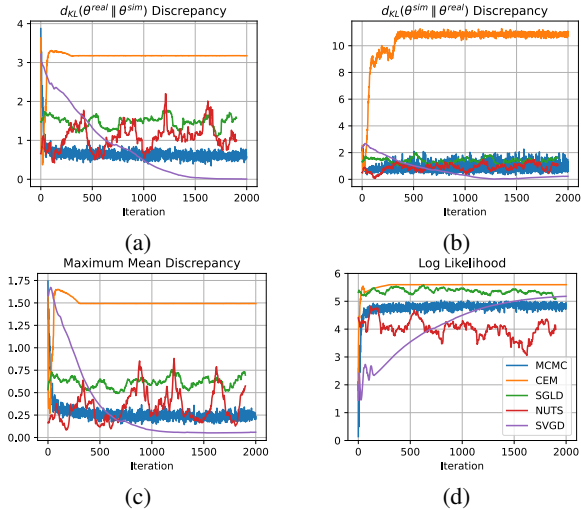 d_KL(θ^real ∥ θ^sim) Discrepancy
4
3
2
1
0
0 500 1000 1500 2000
Iteration
(a)
d_KL(θ^sim ∥ θ^real) Discrepancy
10
8
6
4
2
0
0 500 1000 1500 2000
Iteration
(b)
Maximum Mean Discrepancy
1.75
1.50
1.25
1.00
0.75
0.50
0.25
0.00
0 500 1000 1500 2000
Iteration
(c)
Log Likelihood
6
5
4
3
2
1
0
MCMC
CEM
SGLD
NUTS
SVGD
0 500 1000 1500 2000
Iteration
(d)